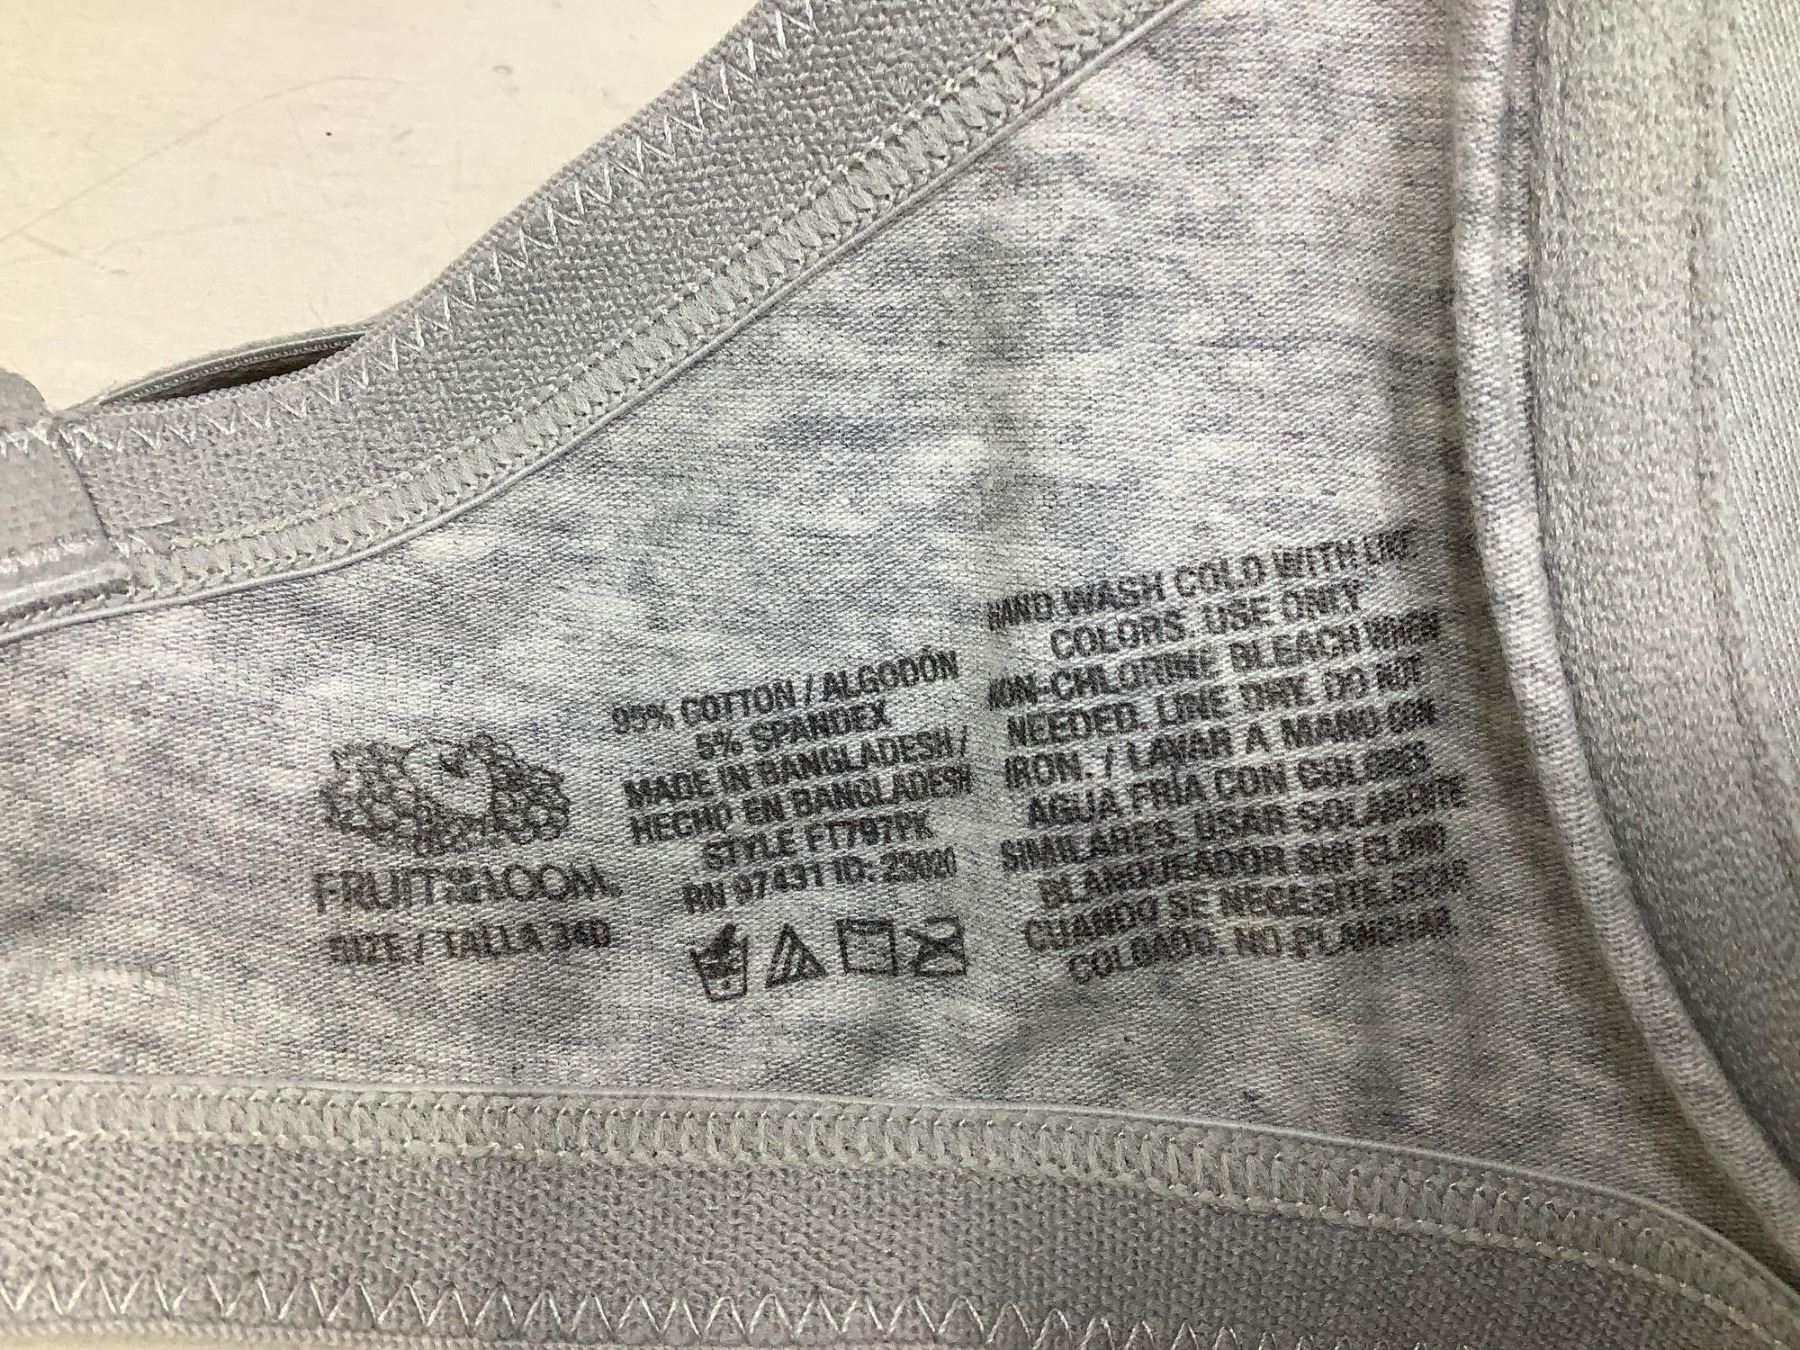 FRUIT OF THE LOOM®
SIZE / TALLA 34D
95% COTTON / ALGODÓN
5% SPANDEX
MADE IN BANGLADESH /
HECHO EN BANGLADESH
STYLE FT797PK
RN 97431 ID: 23020
HAND WASH COLD WITH LIKE
COLORS. USE ONLY
NON-CHLORINE BLEACH WHEN
NEEDED. LINE DRY. DO NOT
IRON. / LAVAR A MANO CON
AGUA FRÍA CON COLORES
SIMILARES. USAR SOLAMENTE
BLANQUEADOR SIN CLORO
CUANDO SE NECESITE. SECAR
COLGADO. NO PLANCHAR.